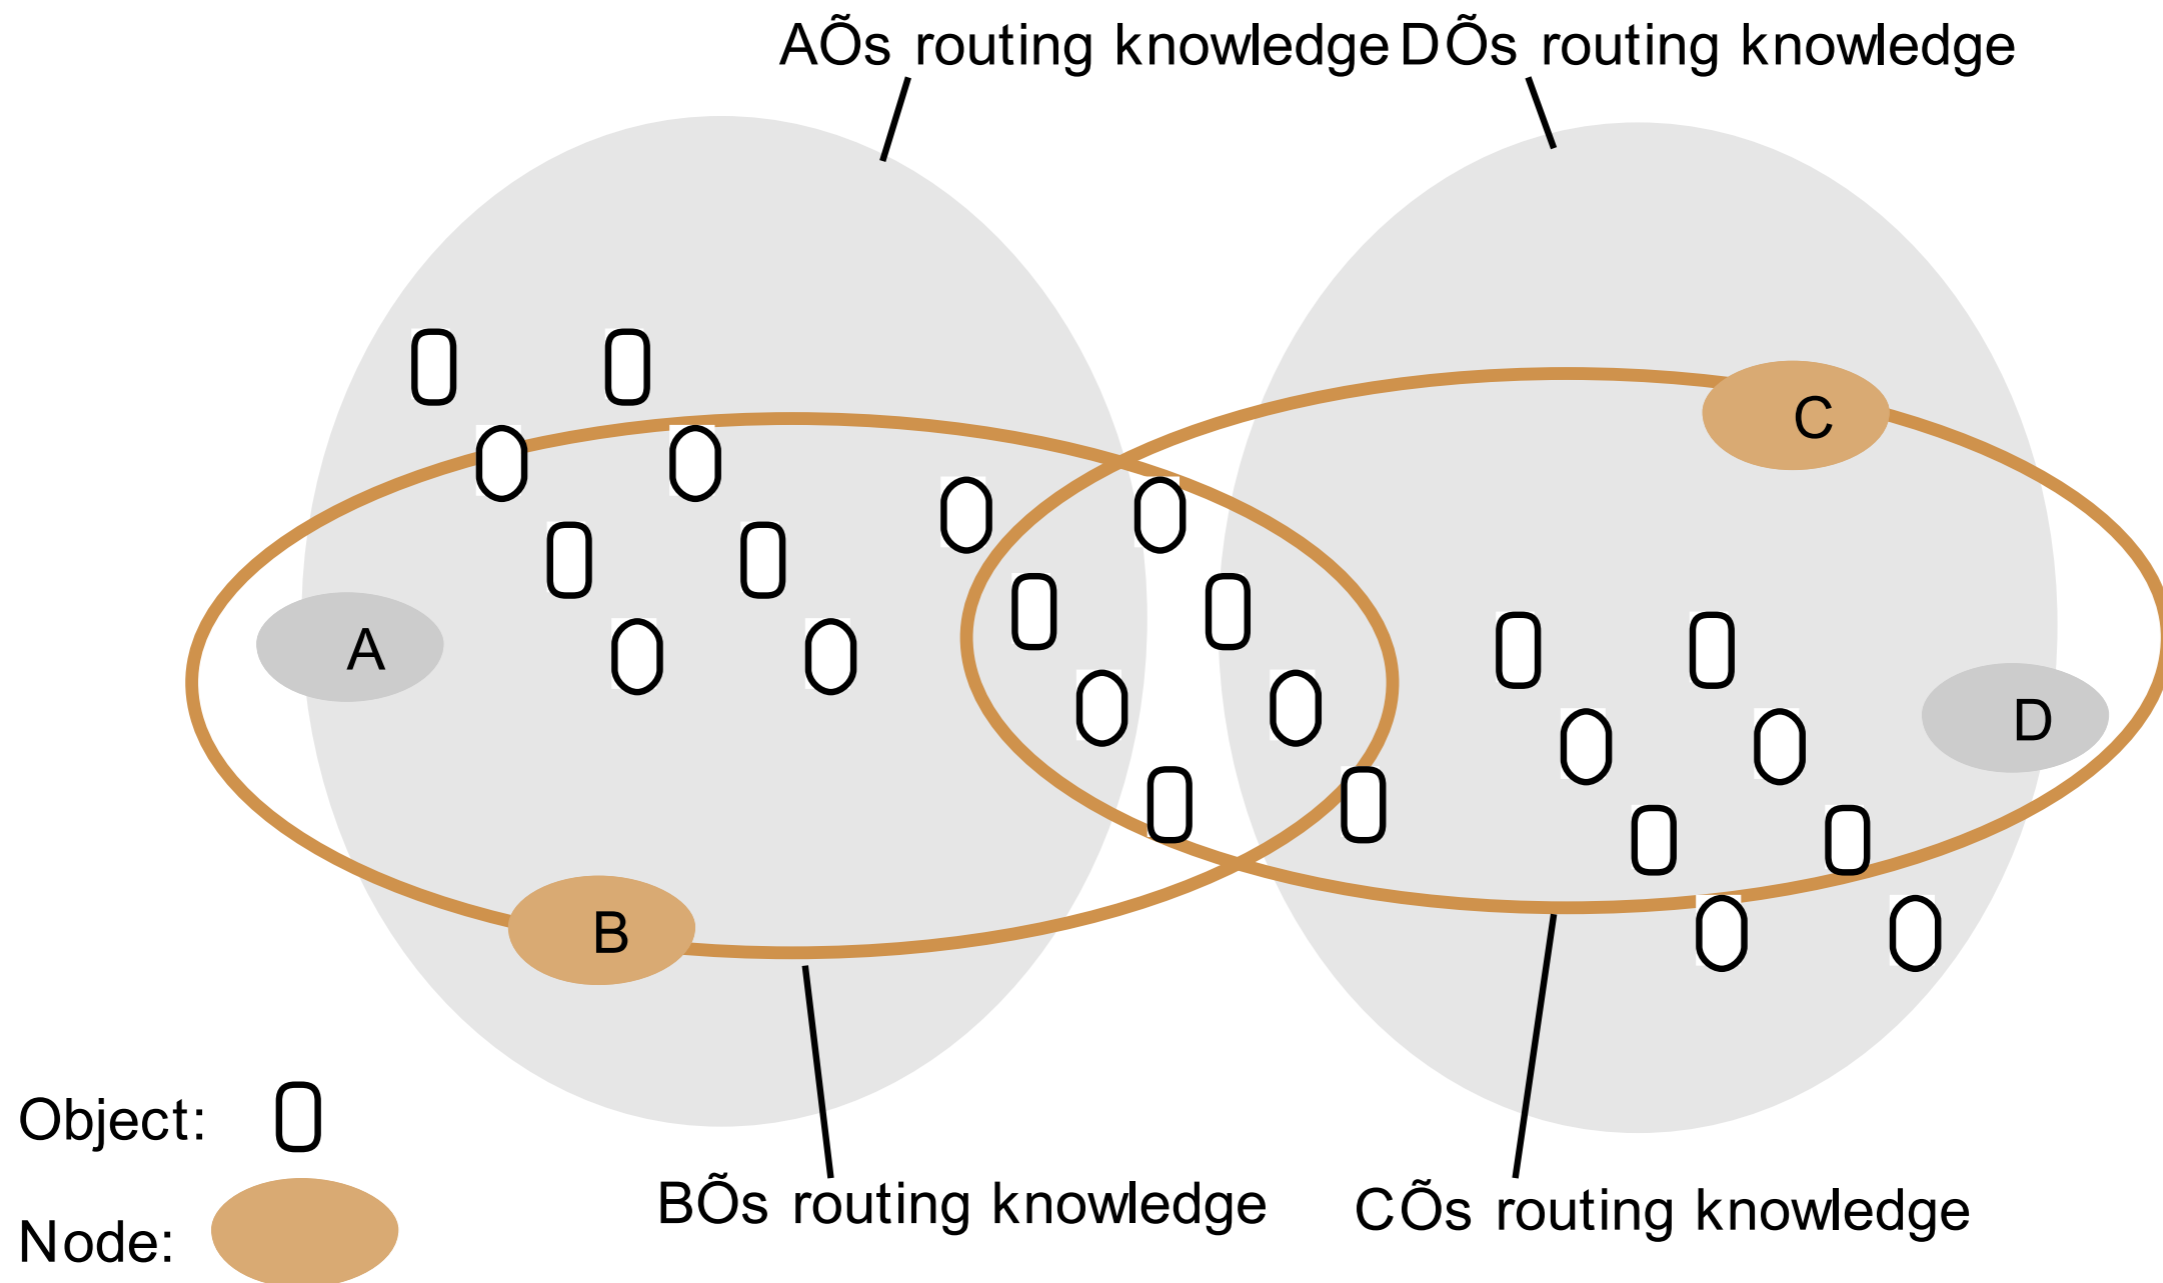 AÕs routing knowledge
DÕs routing knowledge
C
A
D
B
Object:
BÕs routing knowledge
CÕs routing knowledge
Node: